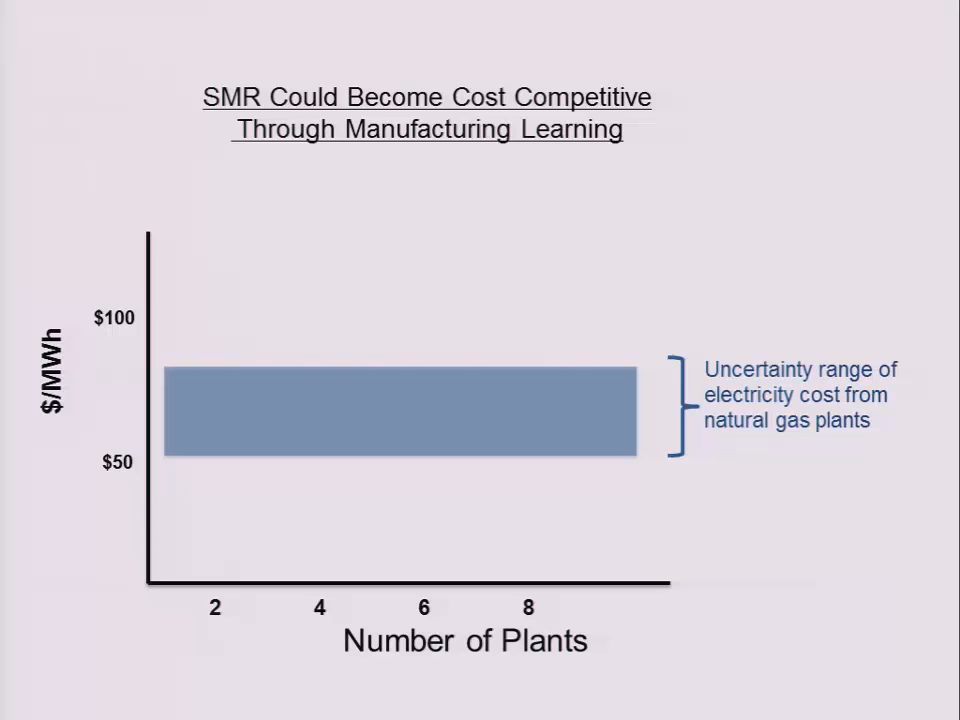 SMR Could Become Cost Competitive
Through Manufacturing Learning
$/MWh
$100
$50
Uncertainty range of
electricity cost from
natural gas plants
2 4 6 8
Number of Plants